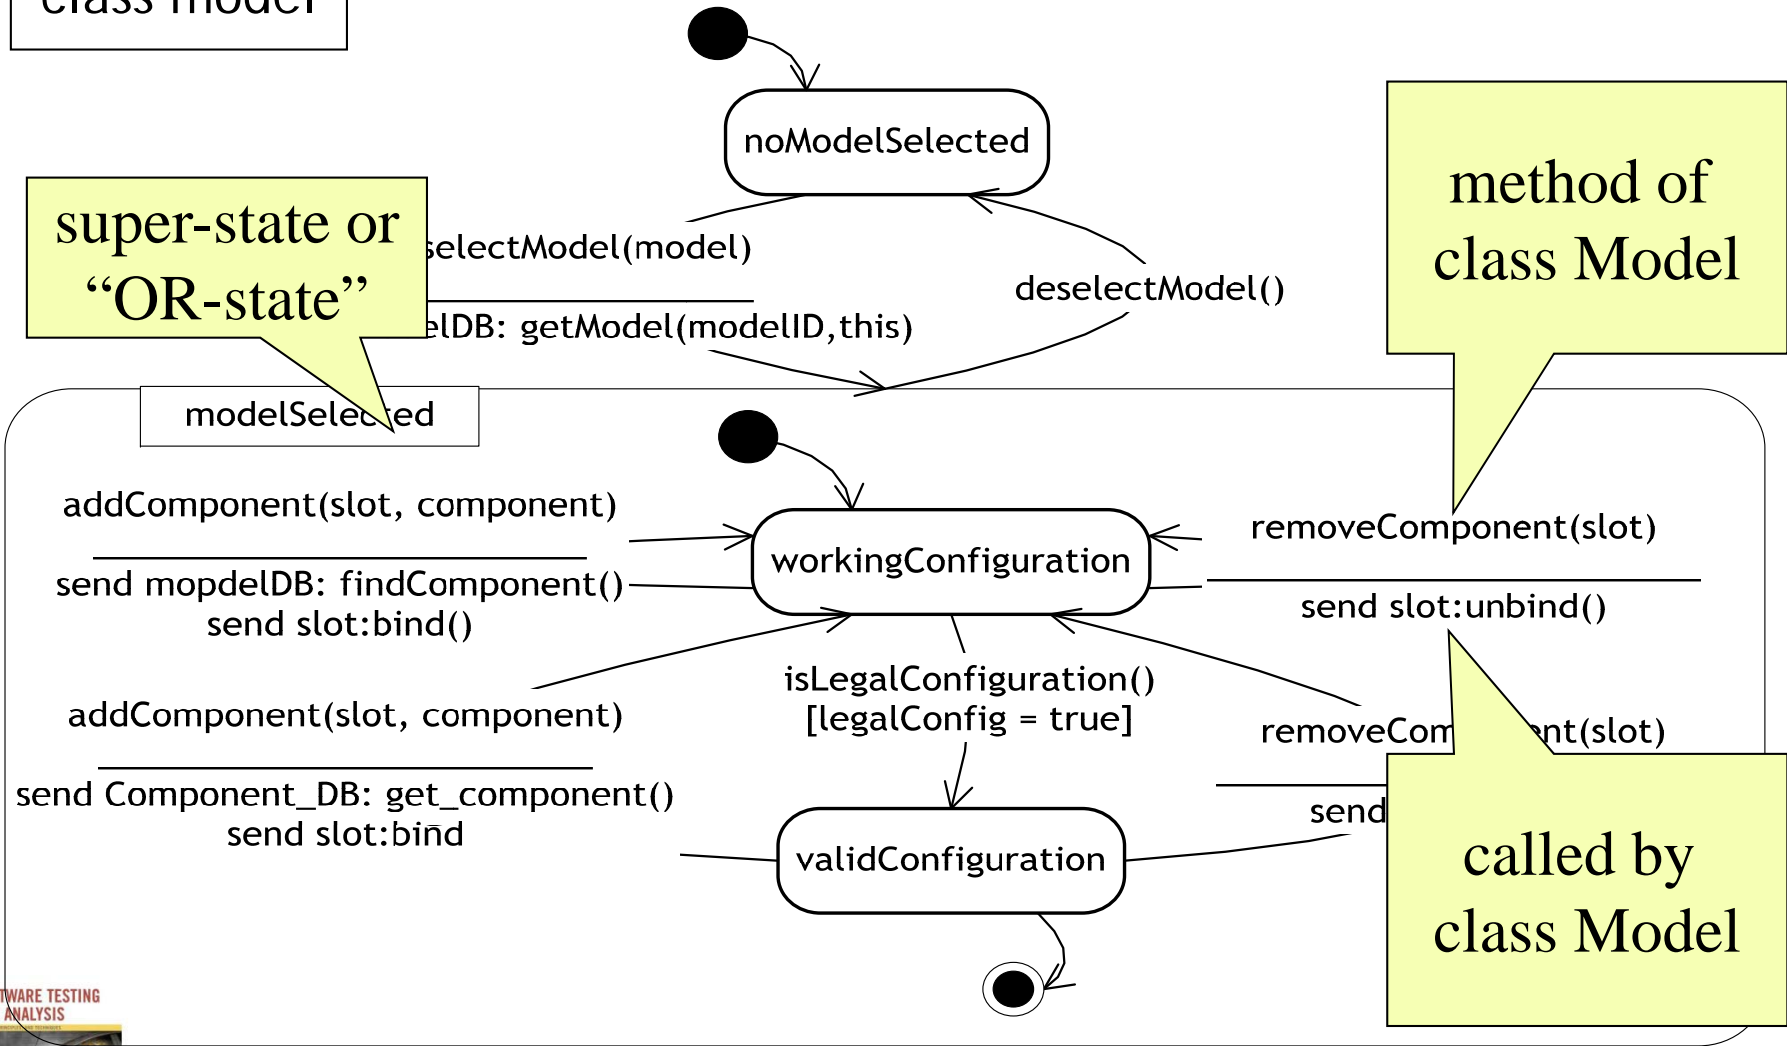 class model
noModelSelected
super-state or
“OR-state”
selectModel(model)
elDB: getModel(modelID,this)
deselectModel()
method of
class Model
modelSelected
addComponent(slot, component)
send mopdelDB: findComponent()
send slot:bind()
workingConfiguration
removeComponent(slot)
send slot:unbind()
isLegalConfiguration()
[legalConfig = true]
addComponent(slot, component)
send Component_DB: get_component()
send slot:bind
removeCom ent(slot)
send
validConfiguration
called by
class Model
TWARE TESTING
ANALYSIS